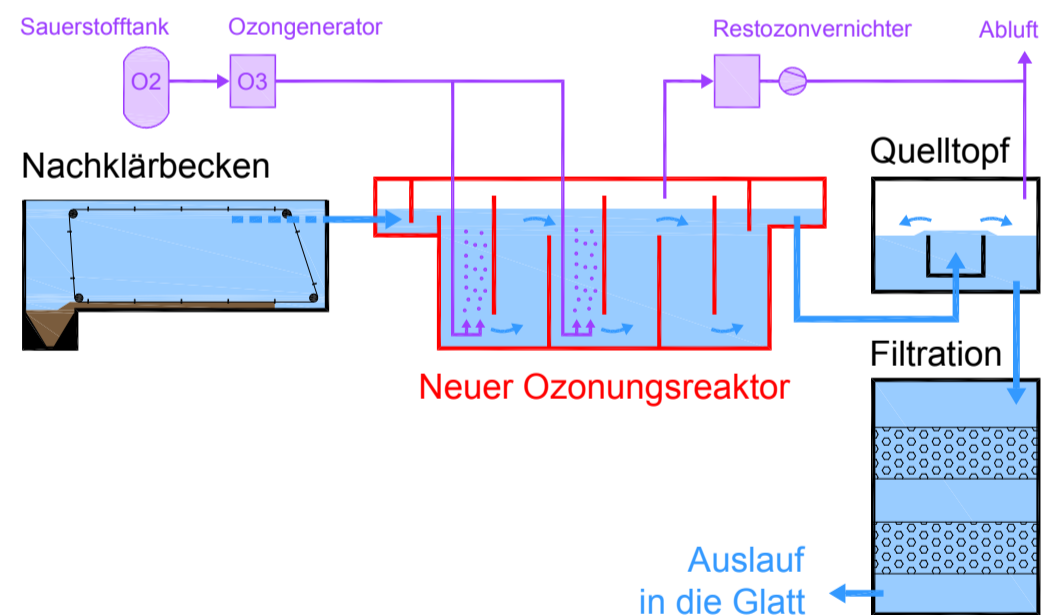 Sauerstofftank
Ozongenerator
Restozonvernichter
Abluft
O2
O3
Nachklärbecken
Quelltopf
Filtration
Neuer Ozonungsreaktor
Auslauf
in die Glatt